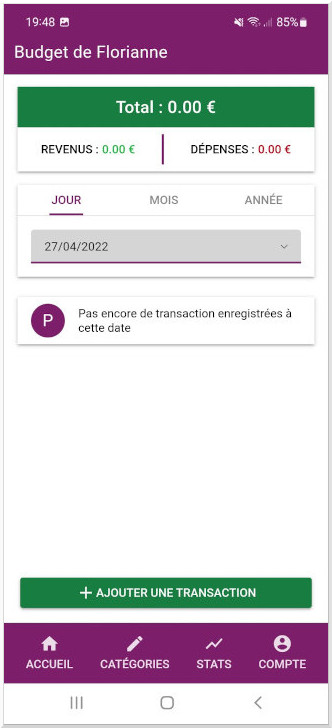 19:48 85%
Budget de Florianne
Total : 0.00 €
REVENUS : 0.00 € DÉPENSES : 0.00 €
JOUR MOIS ANNÉE
27/04/2022
P
Pas encore de transaction enregistrées à
cette date
+ AJOUTER UNE TRANSACTION
ACCUEIL CATÉGORIES STATS COMPTE